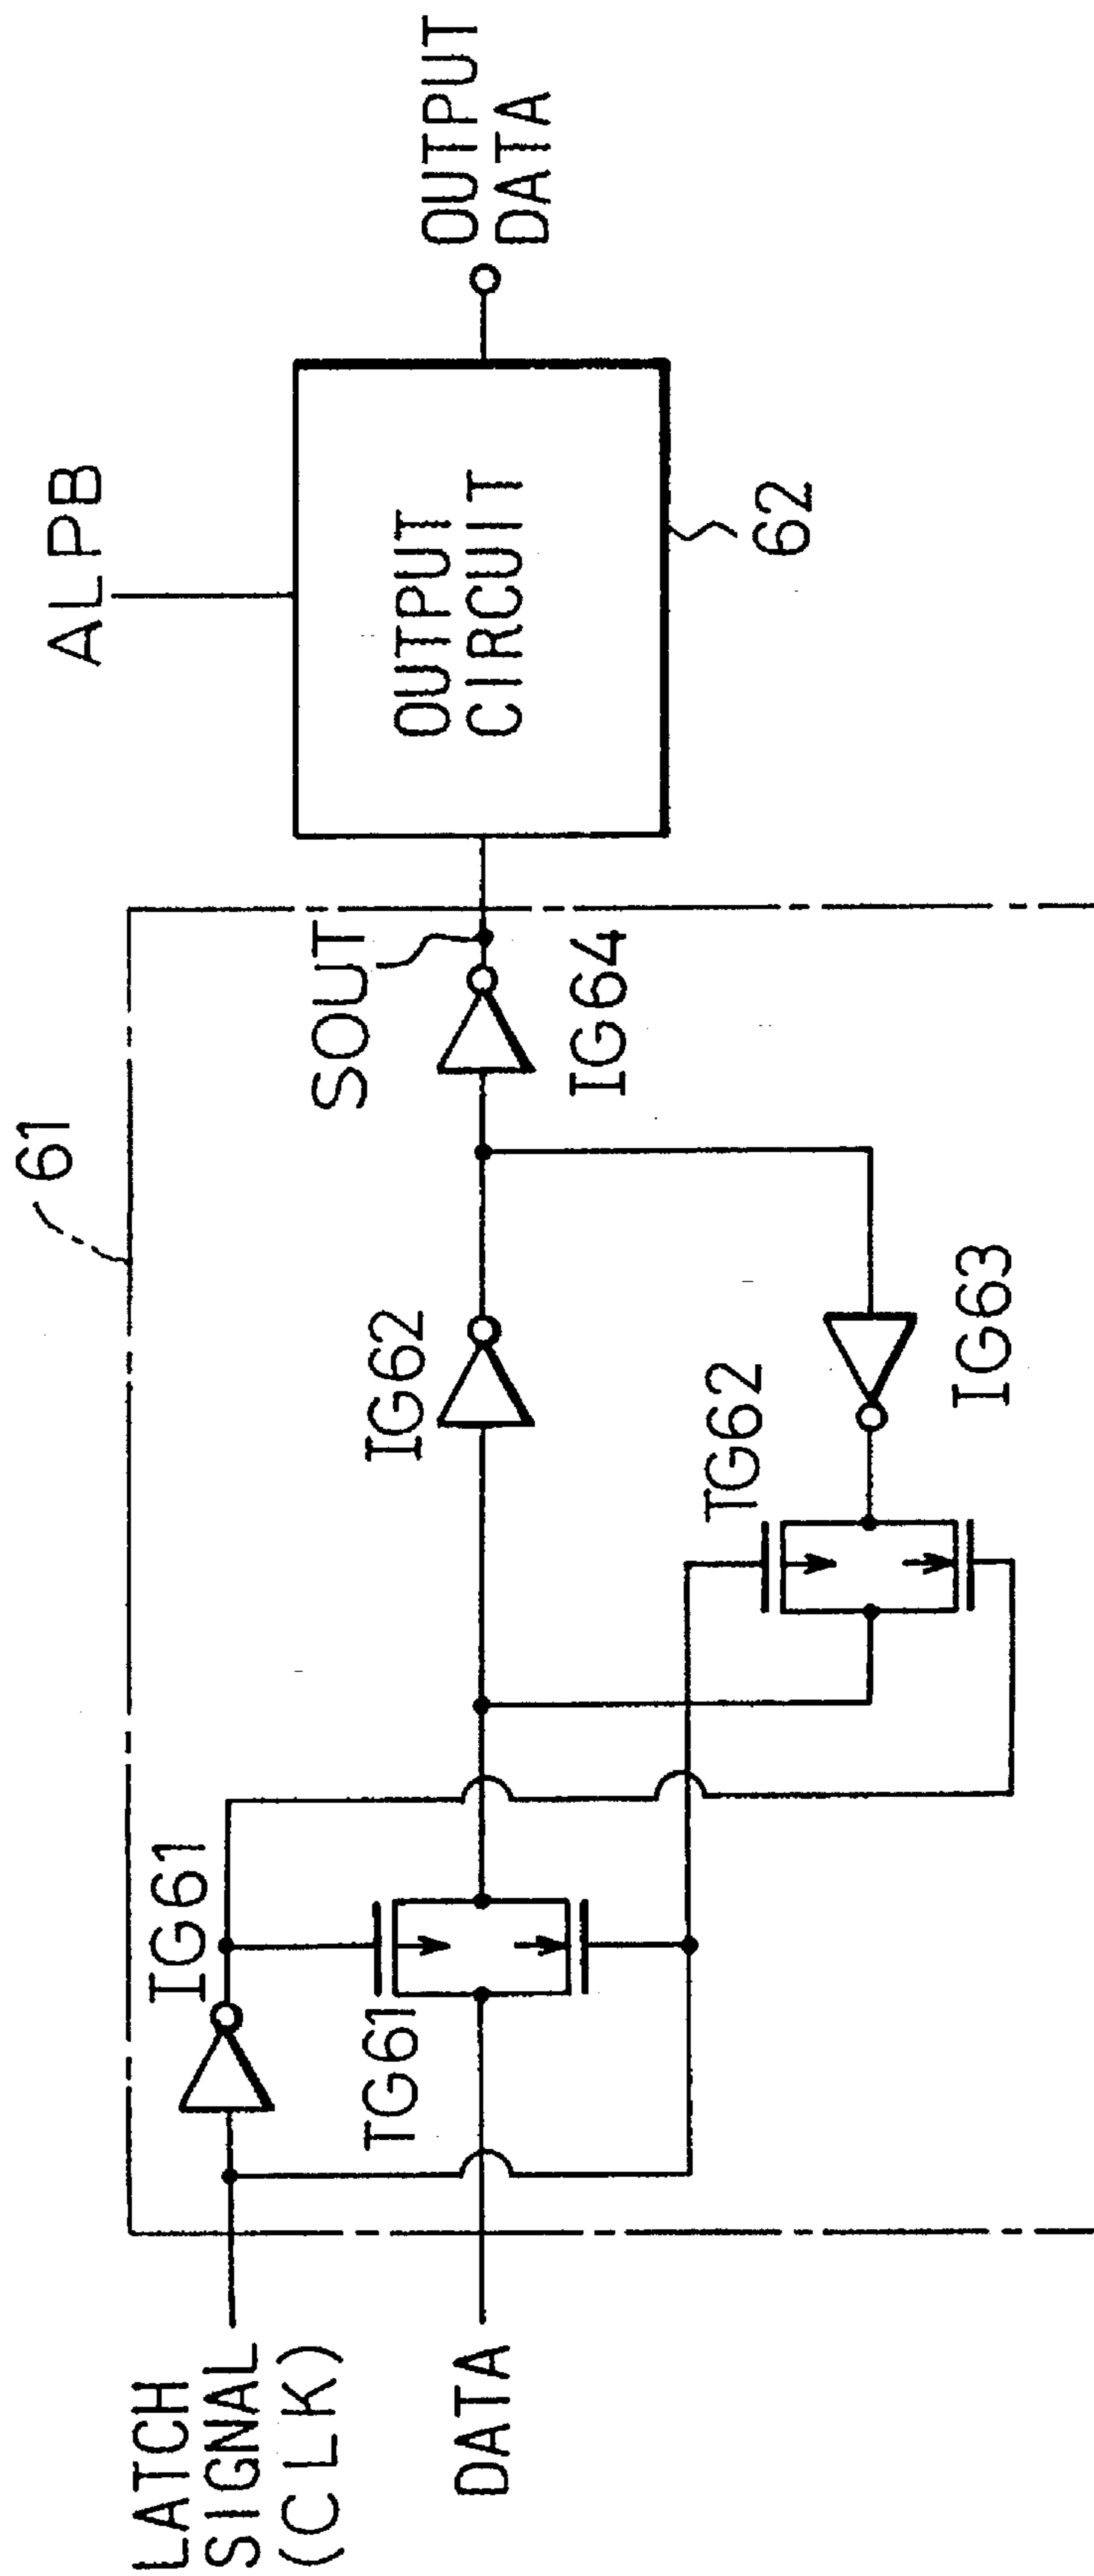 61
ALPB
LATCH
SIGNAL
(CLK)
IG61
SOUT
TG61
IG62
OUTPUT
CIRCUIT
OUTPUT
DATA
DATA
IG64
TG62
62
IG63